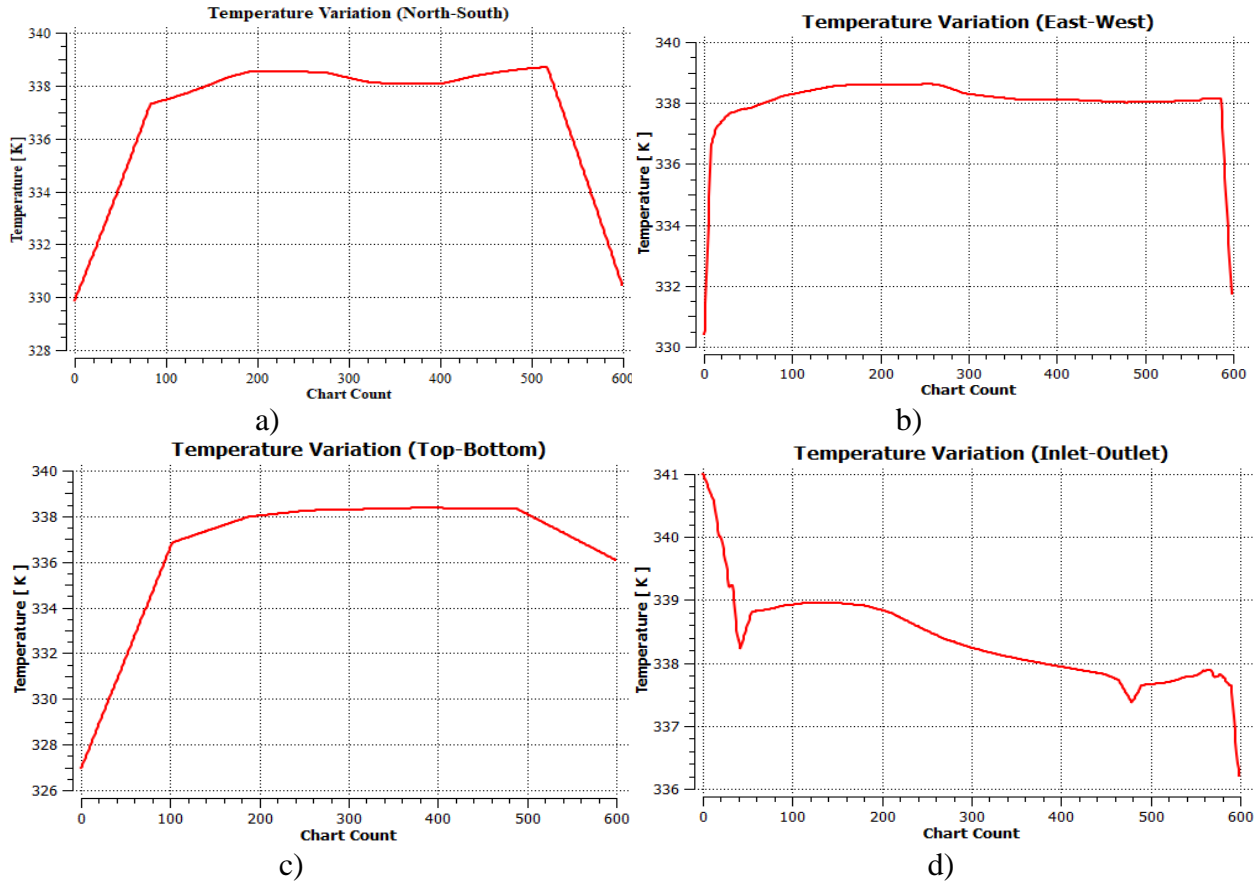 Temperature Variation (North-South)
340
338
336
334
332
330
328
Temperature [ K ]
0 100 200 300 400 500 600
Chart Count
a)
Temperature Variation (East-West)
340
338
336
334
332
330
Temperature [ K ]
0 100 200 300 400 500 600
Chart Count
b)
Temperature Variation (Top-Bottom)
340
338
336
334
332
330
328
326
Temperature [ K ]
0 100 200 300 400 500 600
Chart Count
c)
Temperature Variation (Inlet-Outlet)
341
340
339
338
337
336
Temperature [ K ]
0 100 200 300 400 500 600
Chart Count
d)